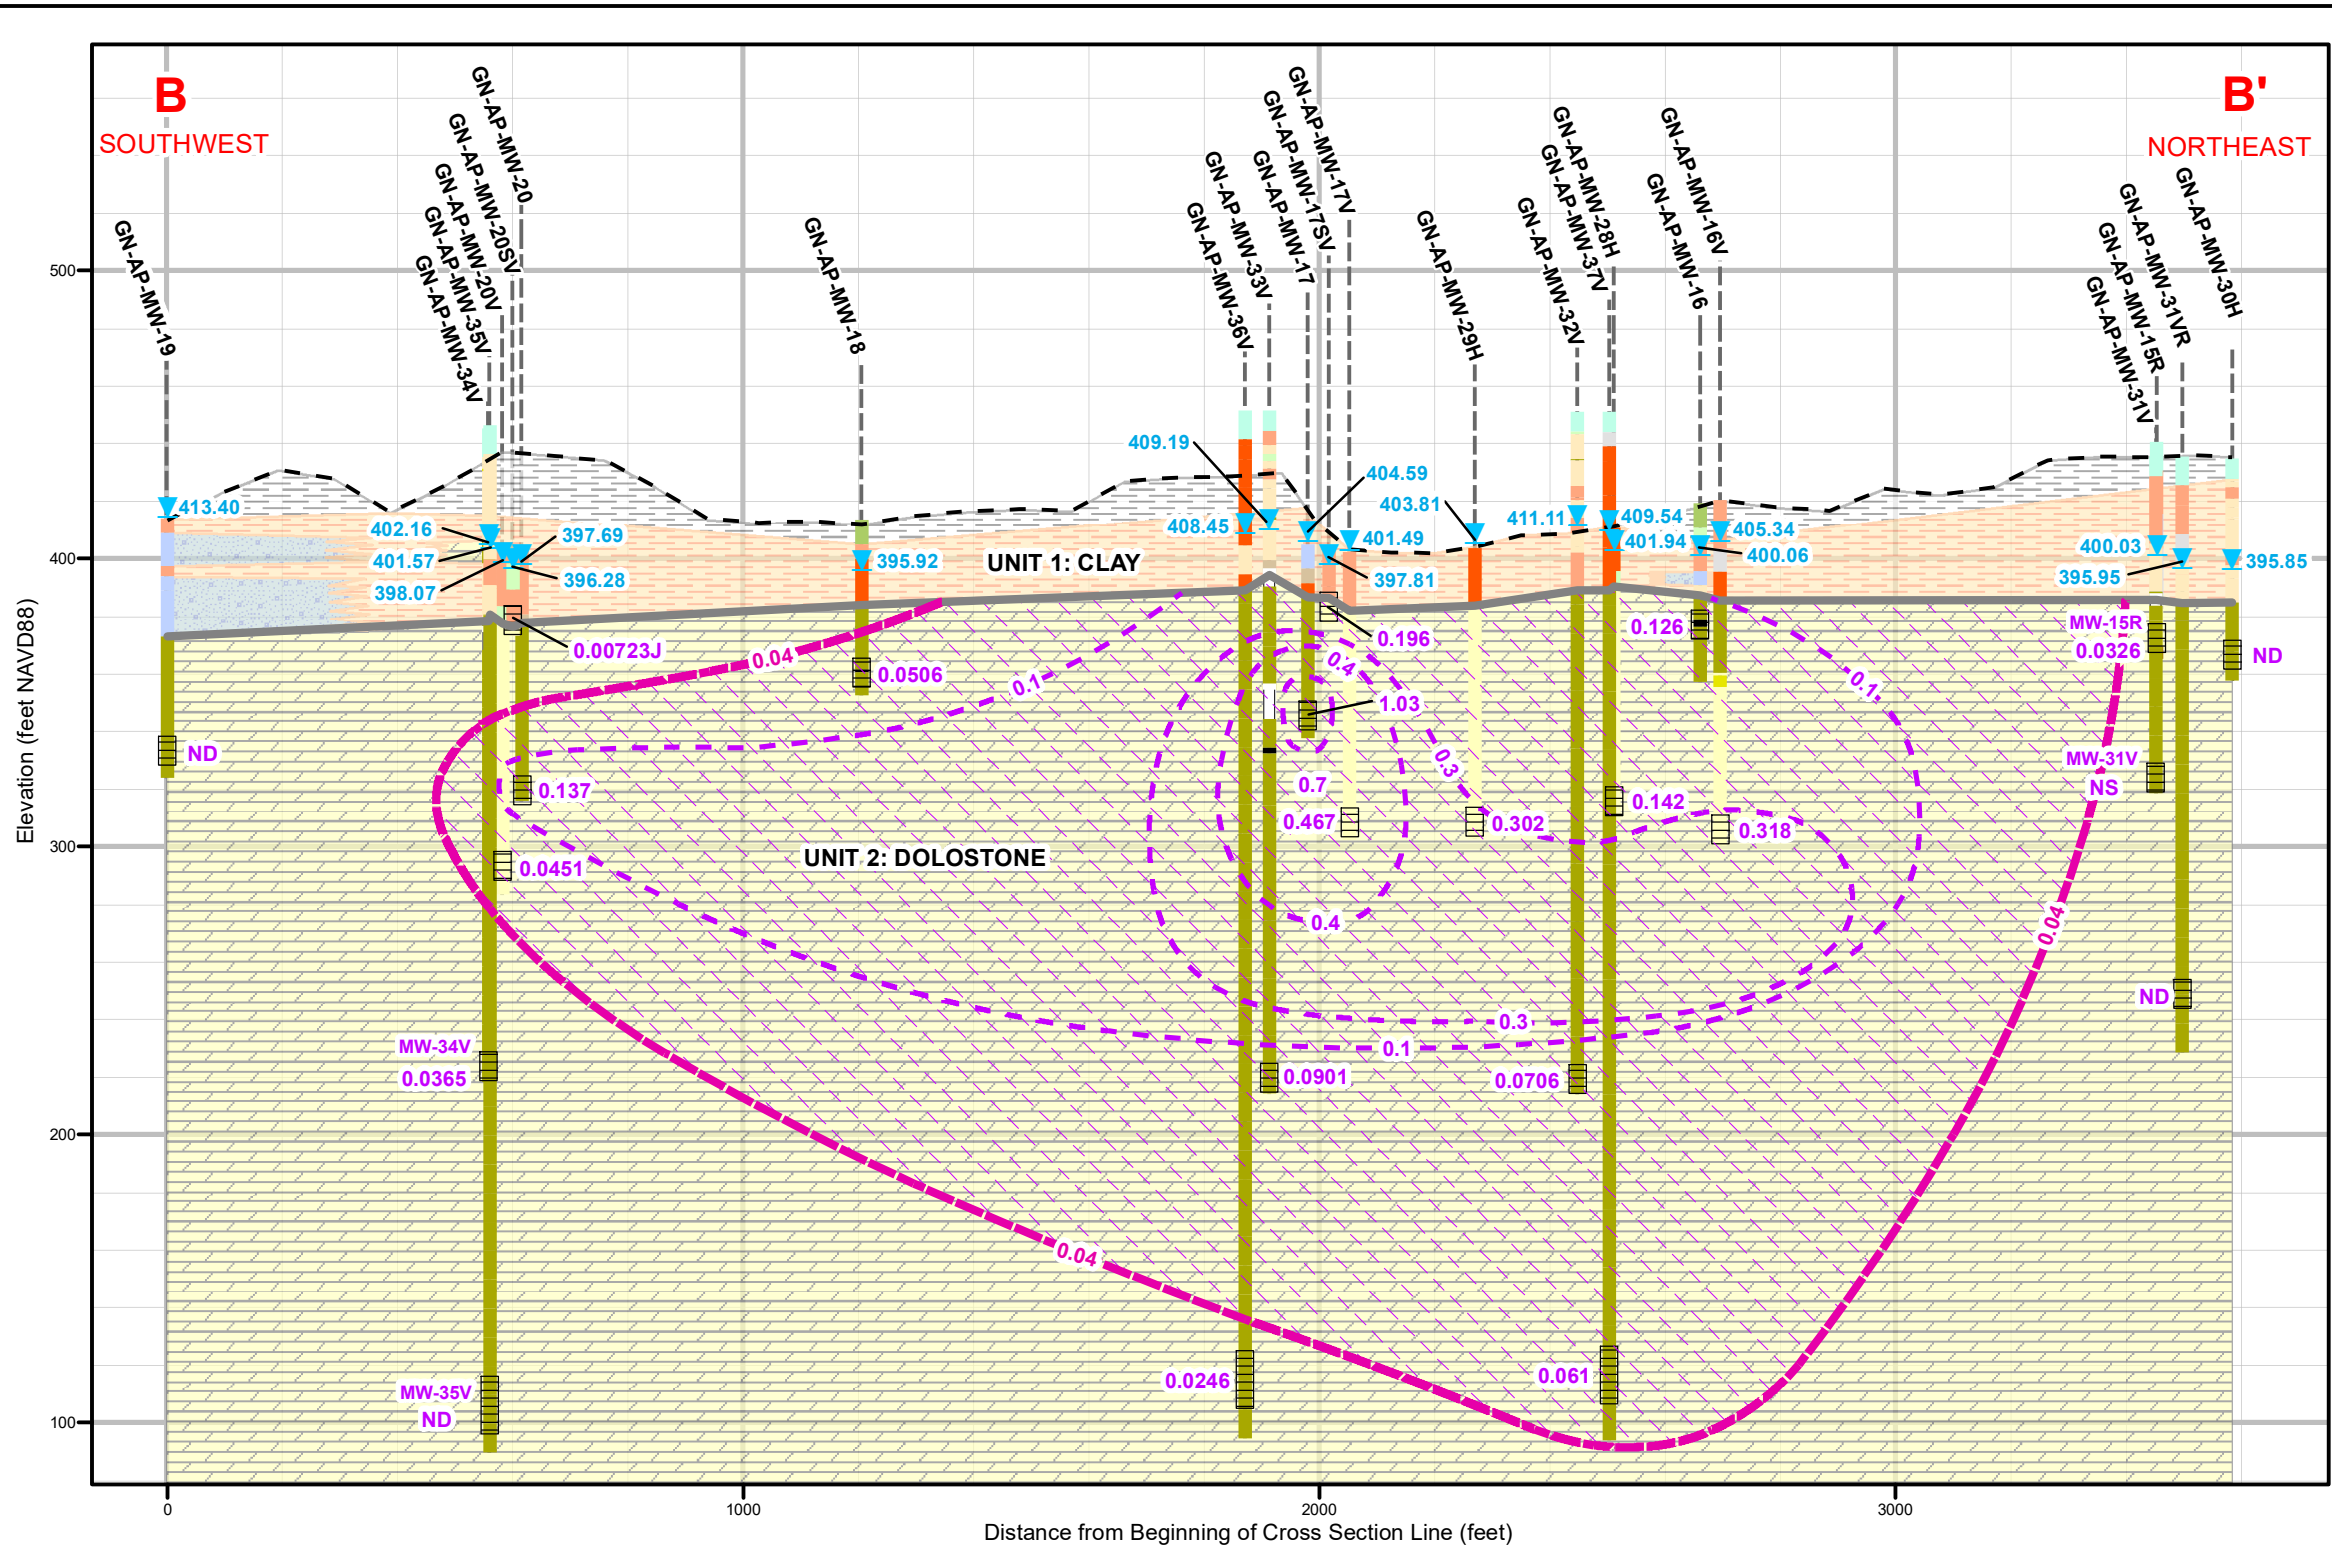 B
SOUTHWEST
B'
NORTHEAST
GN-AP-MW-19
GN-AP-MW-34V
GN-AP-MW-35V
GN-AP-MW-20V
GN-AP-MW-20SV
GN-AP-MW-20
GN-AP-MW-18
GN-AP-MW-36V
GN-AP-MW-33V
GN-AP-MW-17
GN-AP-MW-17SV
GN-AP-MW-17V
GN-AP-MW-29H
GN-AP-MW-32V
GN-AP-MW-37V
GN-AP-MW-28H
GN-AP-MW-16
GN-AP-MW-16V
GN-AP-MW-31V
GN-AP-MW-15R
GN-AP-MW-31VR
GN-AP-MW-30H
500
400
300
200
100
Elevation (feet NAVD88)
413.40
402.16
401.57
398.07
397.69
396.28
395.92
409.19
408.45
404.59
403.81
401.49
397.81
411.11
409.54
401.94
405.34
400.06
400.03
395.95
395.85
UNIT 1: CLAY
UNIT 2: DOLOSTONE
0.00723J
0.04
0.0506
0.1
0.196
0.4
1.03
0.126
0.1
MW-15R
0.0326
ND
ND
0.137
0.0451
0.7
0.467
0.3
0.302
0.142
0.318
MW-31V
NS
0.4
0.04
ND
0.3
0.1
MW-34V
0.0365
0.0901
0.0706
0.04
MW-35V
ND
0.0246
0.061
0
1000
2000
3000
Distance from Beginning of Cross Section Line (feet)